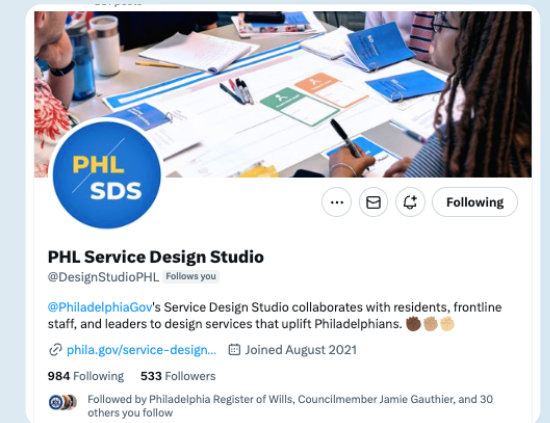 PHL
SDS
Following
PHL Service Design Studio
@DesignStudioPHL Follows you
@PhiladelphiaGov's Service Design Studio collaborates with residents, frontline
staff, and leaders to design services that uplift Philadelphians. ✊🏿✊🏽✊🏼
pila.gov/service-design... Joined August 2021
984 Following 533 Followers
Followed by Philadelphia Register of Wills, Councilmember Jamie Gauthier, and 30
others you follow